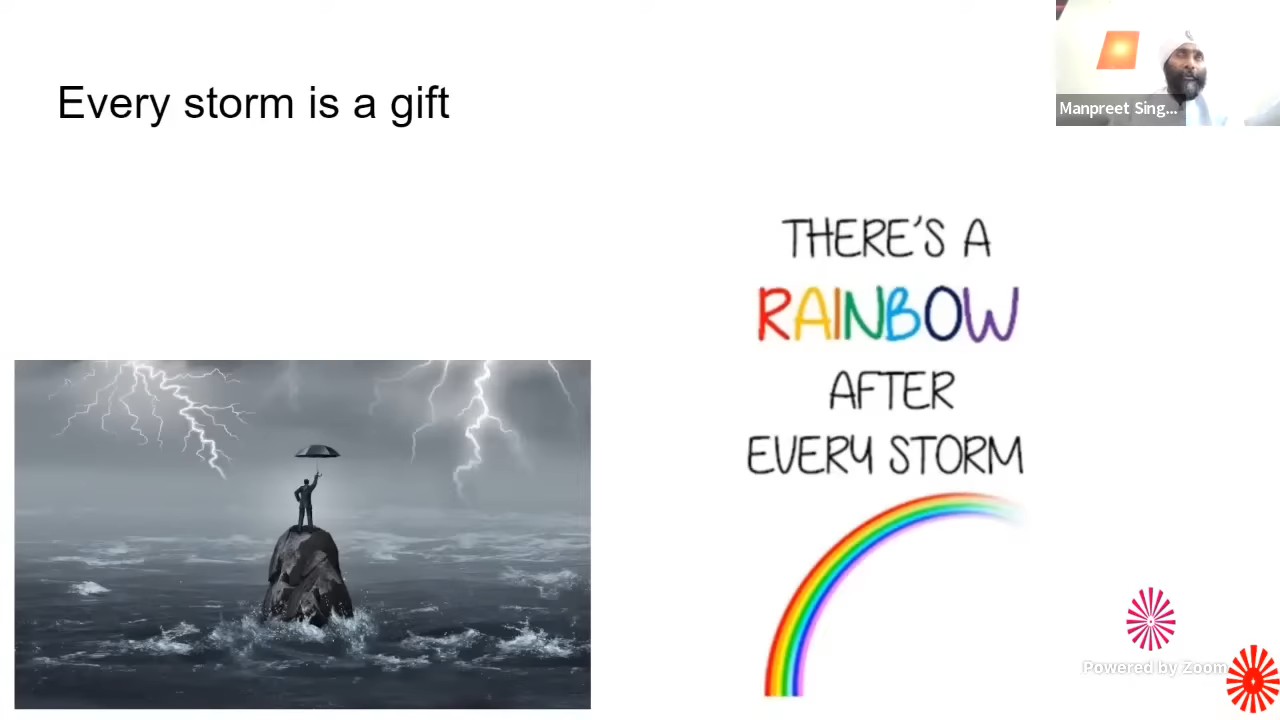 Every storm is a gift
Manpreet Sing...
THERE'S A
RAINBOW
AFTER
EVERY STORM
Powered by Zoom